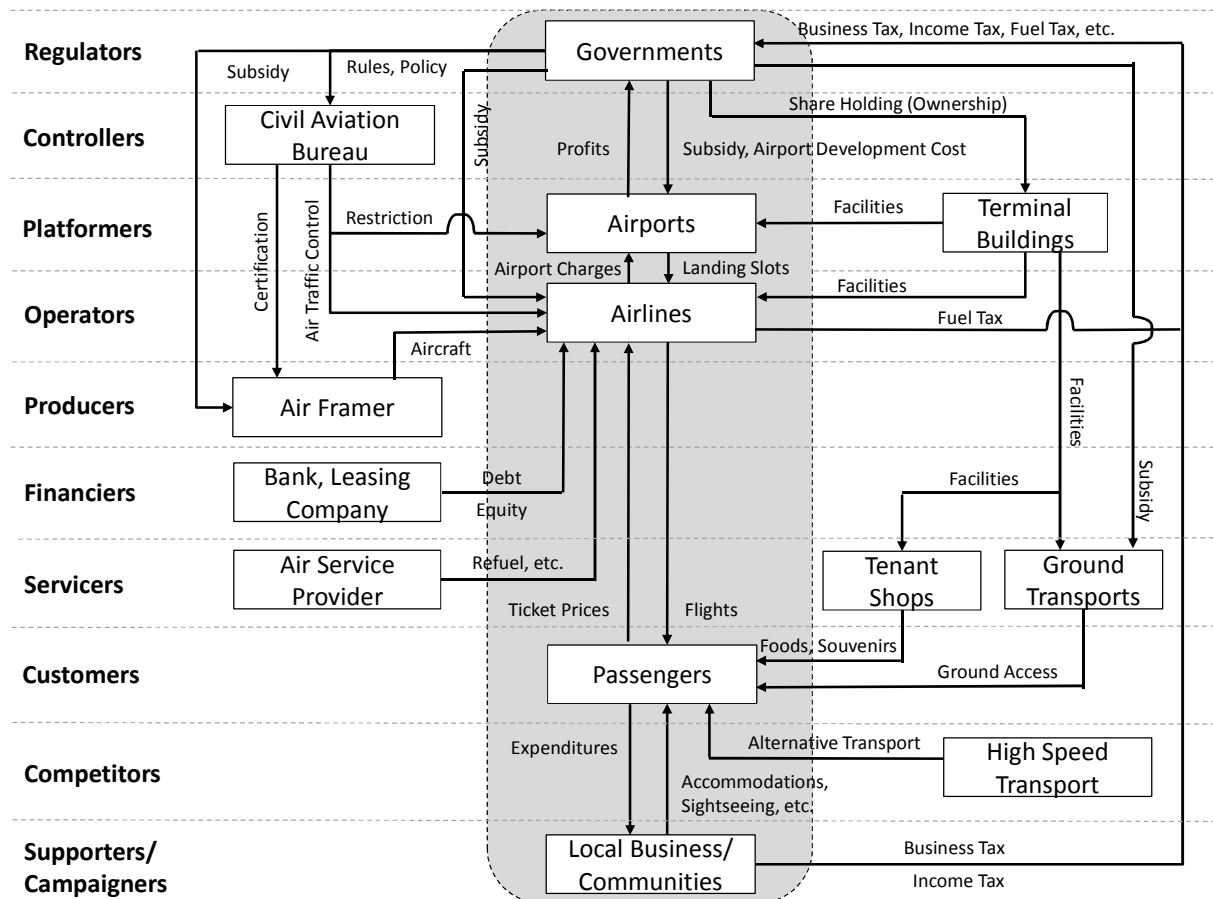 Business Tax, Income Tax, Fuel Tax, etc.
Regulators
Governments
Subsidy
Rules, Policy
Subsidy
Share Holding (Ownership)
Controllers
Civil Aviation
Bureau
Profits
Subsidy, Airport Development Cost
Platformers
Certification
Air Traffic Control
Restriction
Airports
Facilities
Terminal
Buildings
Airport Charges
Landing Slots
Facilities
Operators
Airlines
Fuel Tax
Aircraft
Producers
Air Framer
Facilities
Financiers
Bank, Leasing
Company
Debt
Equity
Facilities
Subsidy
Servicers
Air Service
Provider
Refuel, etc.
Ticket Prices
Flights
Tenant
Shops
Ground
Transports
Customers
Passengers
Foods, Souvenirs
Ground Access
Competitors
Expenditures
Alternative Transport
High Speed
Transport
Accommodations,
Sightseeing, etc.
Supporters/
Campaigners
Local Business/
Communities
Business Tax
Income Tax